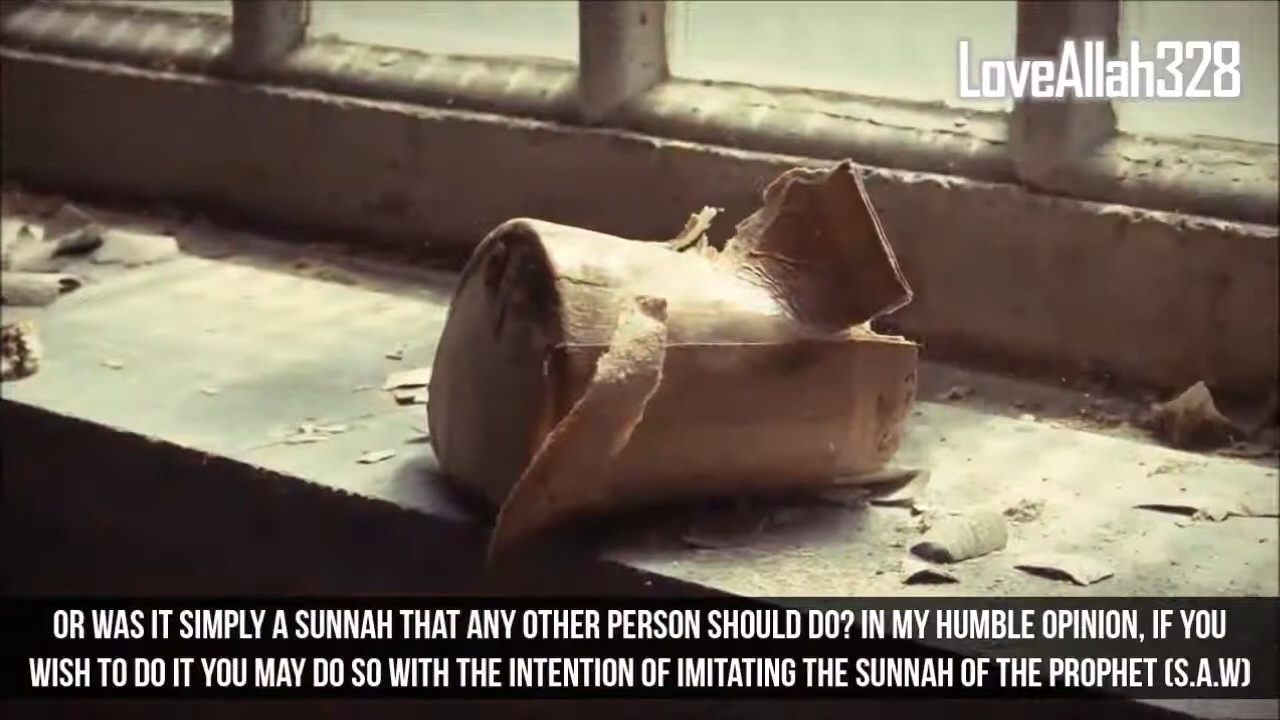 LoveAllah328
OR WAS IT SIMPLY A SUNNAH THAT ANY OTHER PERSON SHOULD DO? IN MY HUMBLE OPINION, IF YOU
WISH TO DO IT YOU MAY DO SO WITH THE INTENTION OF IMITATING THE SUNNAH OF THE PROPHET (S.A.W)